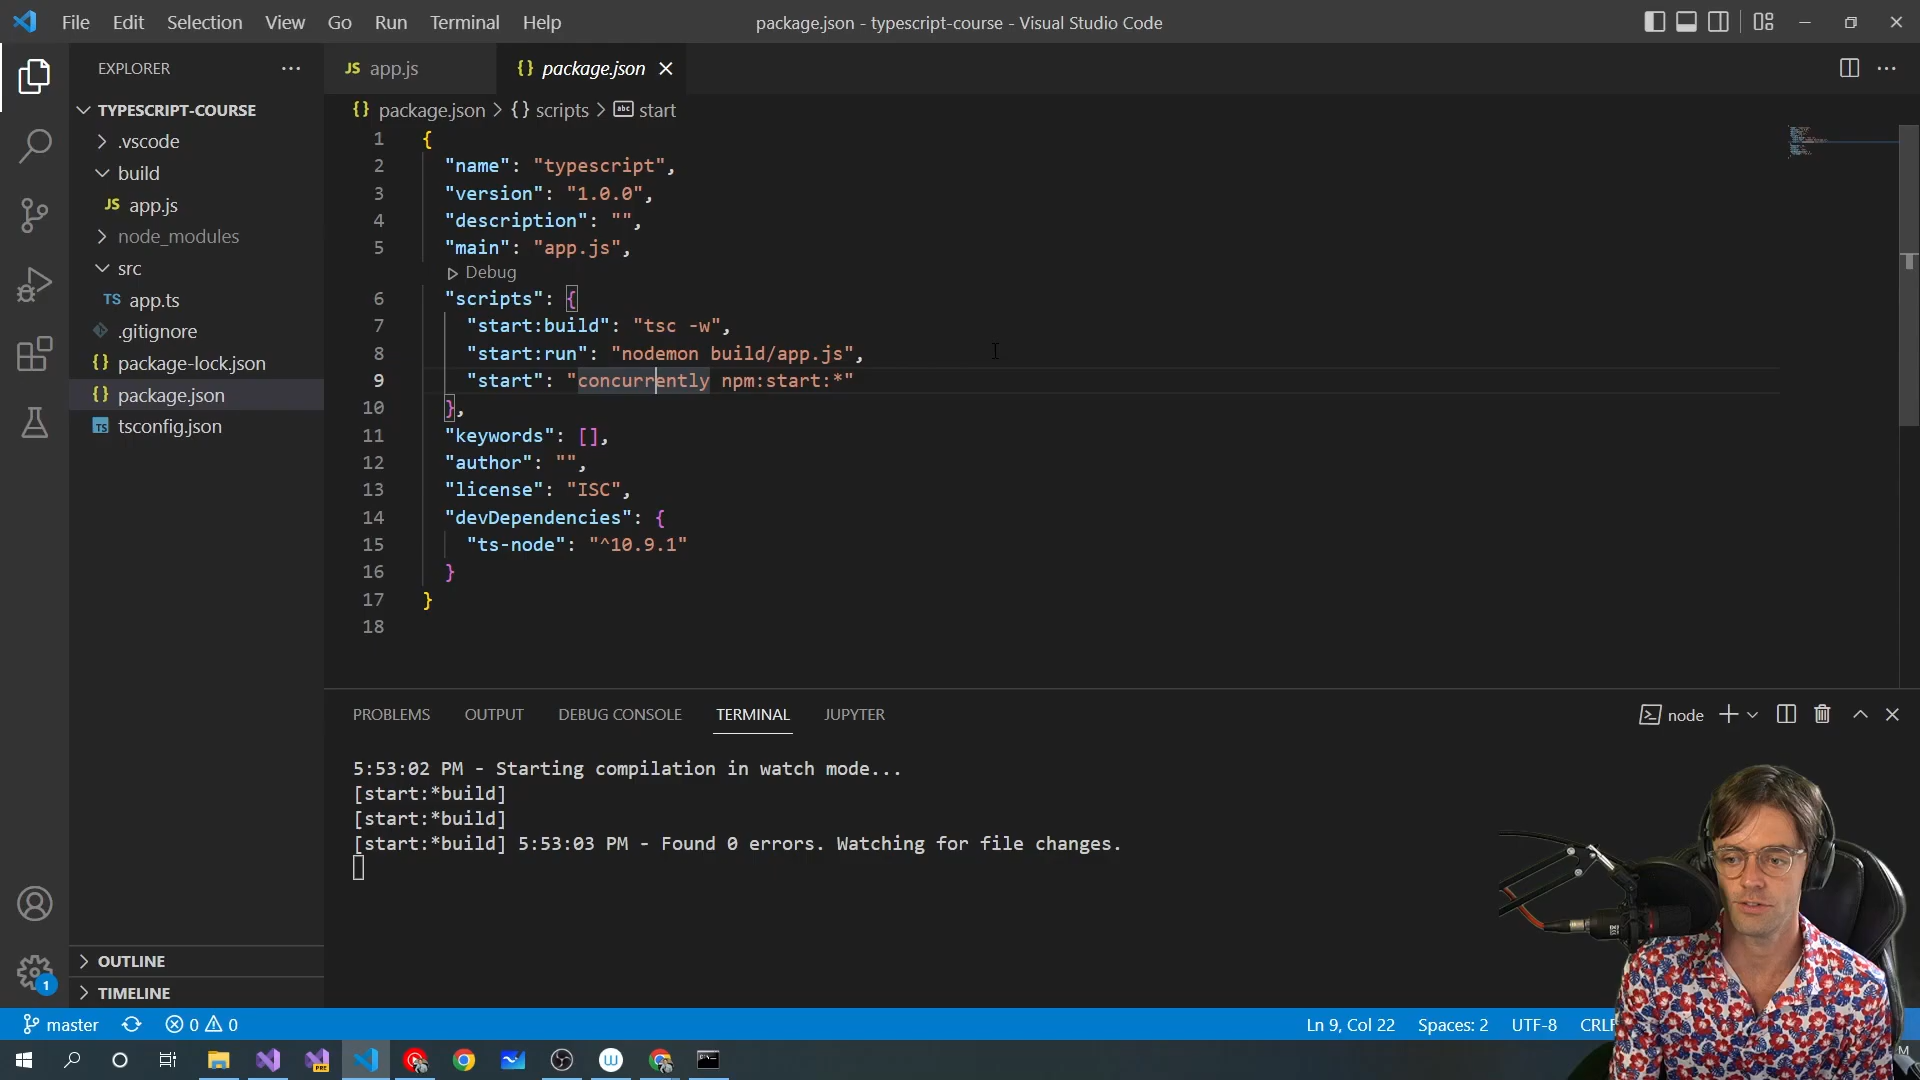 File Edit Selection View Go Run Terminal Help
package.json - typescript-course - Visual Studio Code
EXPLORER
TYPESCRIPT-COURSE
.vscode
build
JS app.js
node_modules
src
TS app.ts
.gitignore
{} package-lock.json
{} package.json
TS tsconfig.json
OUTLINE
TIMELINE
1
JS app.js
{} package.json
{} package.json > {} scripts > abc start
1 {
2 "name": "typescript",
3 "version": "1.0.0",
4 "description": "",
5 "main": "app.js",
Debug
6 "scripts": {
7 "start:build": "tsc -w",
8 "start:run": "nodemon build/app.js",
9 "start": "concurrently npm:start:*"
10 },
11 "keywords": [],
12 "author": "",
13 "license": "ISC",
14 "devDependencies": {
15 "ts-node": "^10.9.1"
16 }
17 }
18
PROBLEMS OUTPUT DEBUG CONSOLE TERMINAL JUPYTER
node
5:53:02 PM - Starting compilation in watch mode...
[start:*build]
[start:*build]
[start:*build] 5:53:03 PM - Found 0 errors. Watching for file changes.
master 0 0
Ln 9, Col 22 Spaces: 2 UTF-8 CRLF
PRE